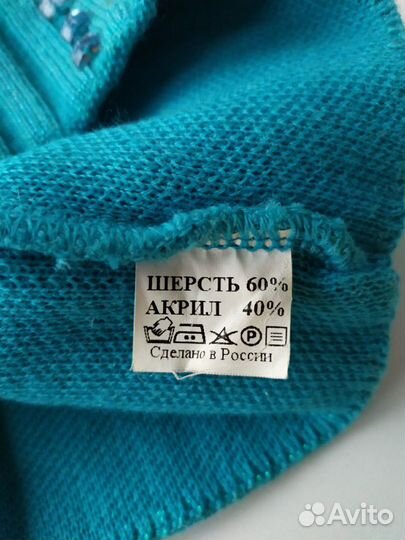 ШЕРСТЬ 60%
АКРИЛ 40%
P
Сделано в России
Avito